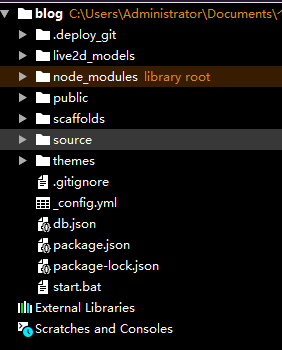 blog C:\Users\Administrator\Documents\
.deploy_git
live2d_models
node_modules library root
public
scaffolds
source
themes
.gitignore
_config.yml
db.json
package.json
package-lock.json
start.bat
External Libraries
Scratches and Consoles